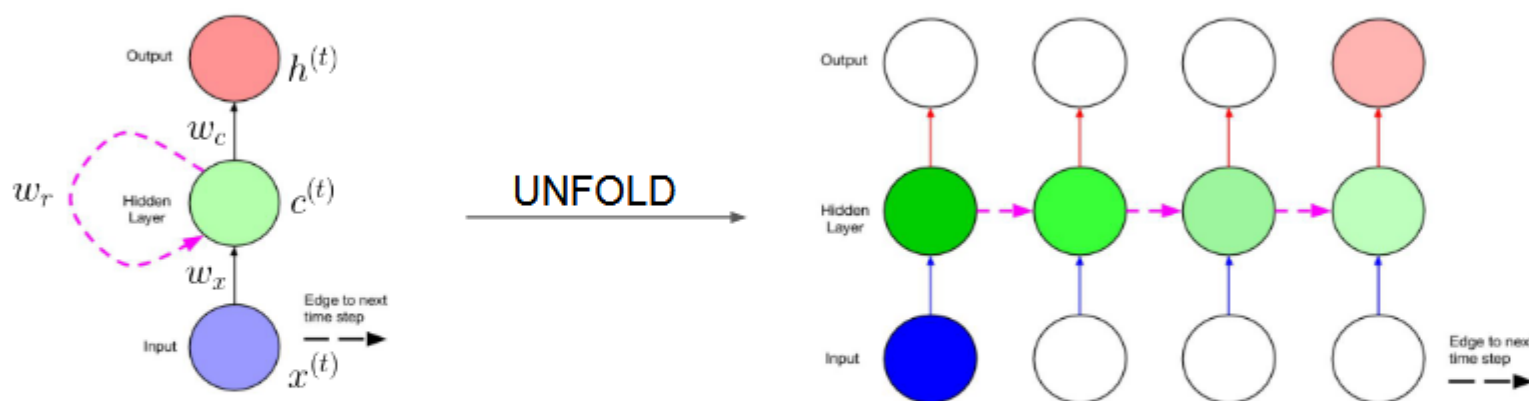 Output
h^{(t)}
w_c
w_r
Hidden
Layer
c^{(t)}
w_x
Edge to next
time step
Input
x^{(t)}
UNFOLD
Output
Hidden
Layer
Input
Edge to next
time step